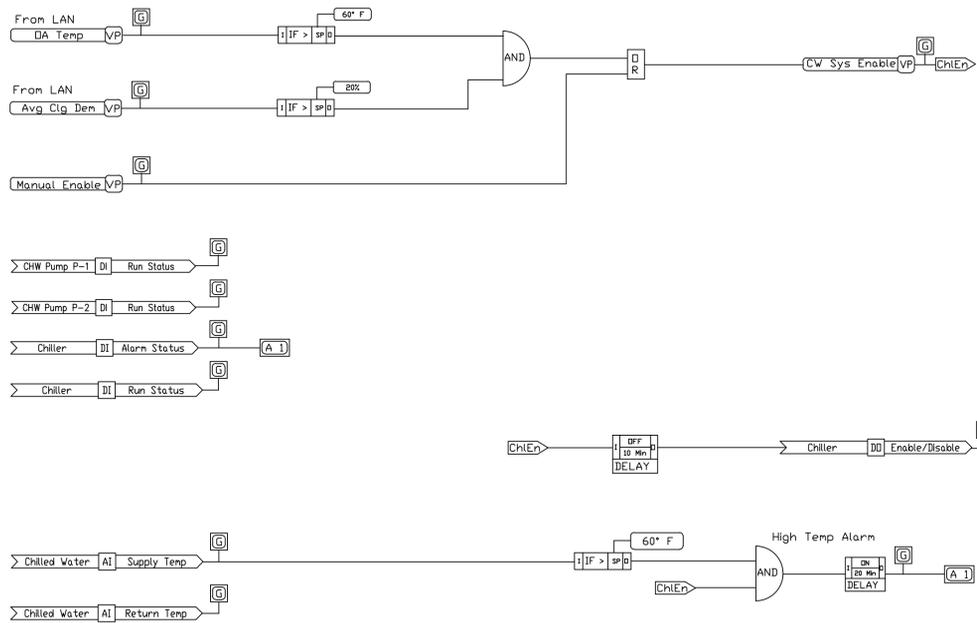 From LAN
G
60° F
OA Temp VP
I IF > SP O
AND
O
R
CW Sys Enable VP
G
ChlEn
From LAN
G
20%
Avg Clg Dem VP
I IF > SP O
G
Manual Enable VP
G
CHW Pump P-1 DI Run Status
G
CHW Pump P-2 DI Run Status
G
Chiller DI Alarm Status
A 1
G
Chiller DI Run Status
ChlEn
I OFF O
10 Min
DELAY
Chiller DO Enable/Disable
High Temp Alarm
G
60° F
Chilled Water AI Supply Temp
I IF > SP O
AND
I ON O
20 Min
DELAY
G
A 1
ChlEn
G
Chilled Water AI Return Temp